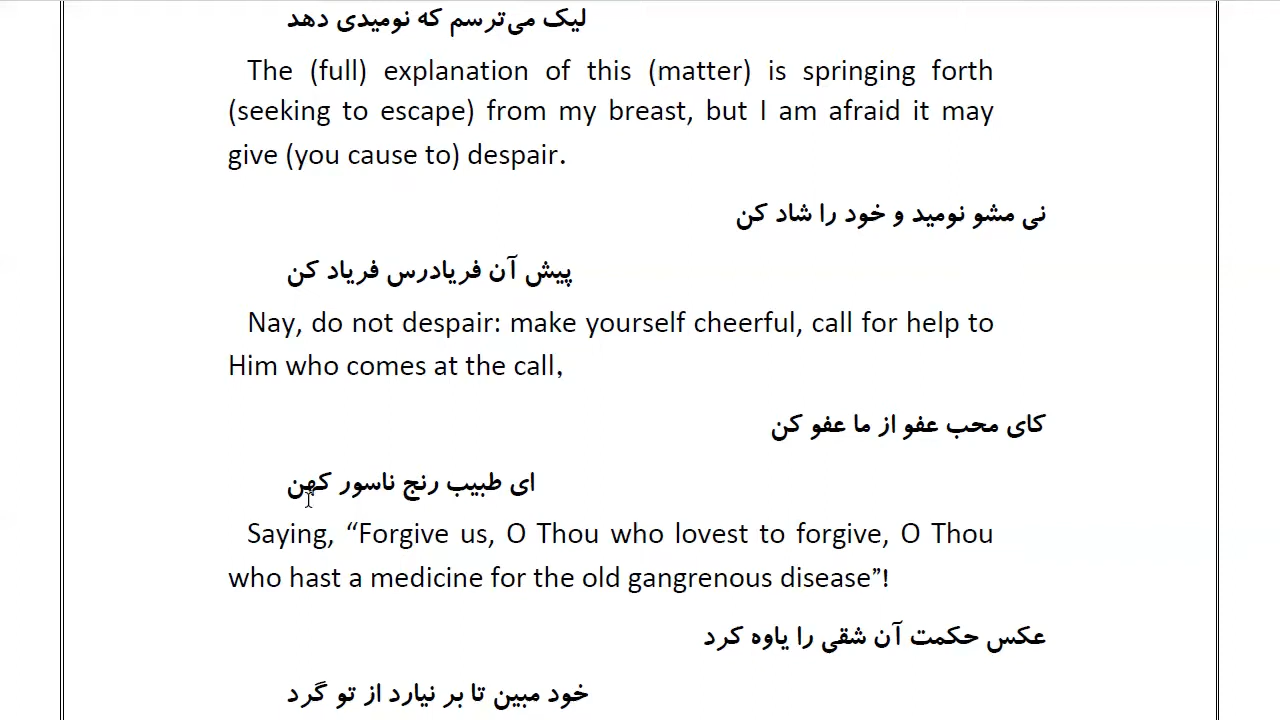 لیک می‌ترسم که نومیدی دهد
The (full) explanation of this (matter) is springing forth
(seeking to escape) from my breast, but I am afraid it may
give (you cause to) despair.
نی مشو نومید و خود را شاد کن
پیش آن فریادرس فریاد کن
Nay, do not despair: make yourself cheerful, call for help to
Him who comes at the call,
کای محب عفو از ما عفو کن
ای طبیب رنج ناسور کهن
Saying, “Forgive us, O Thou who lovest to forgive, O Thou
who hast a medicine for the old gangrenous disease”!
عکس حکمت آن شقی را یاوه کرد
خود مبین تا بر نیارد از تو گرد